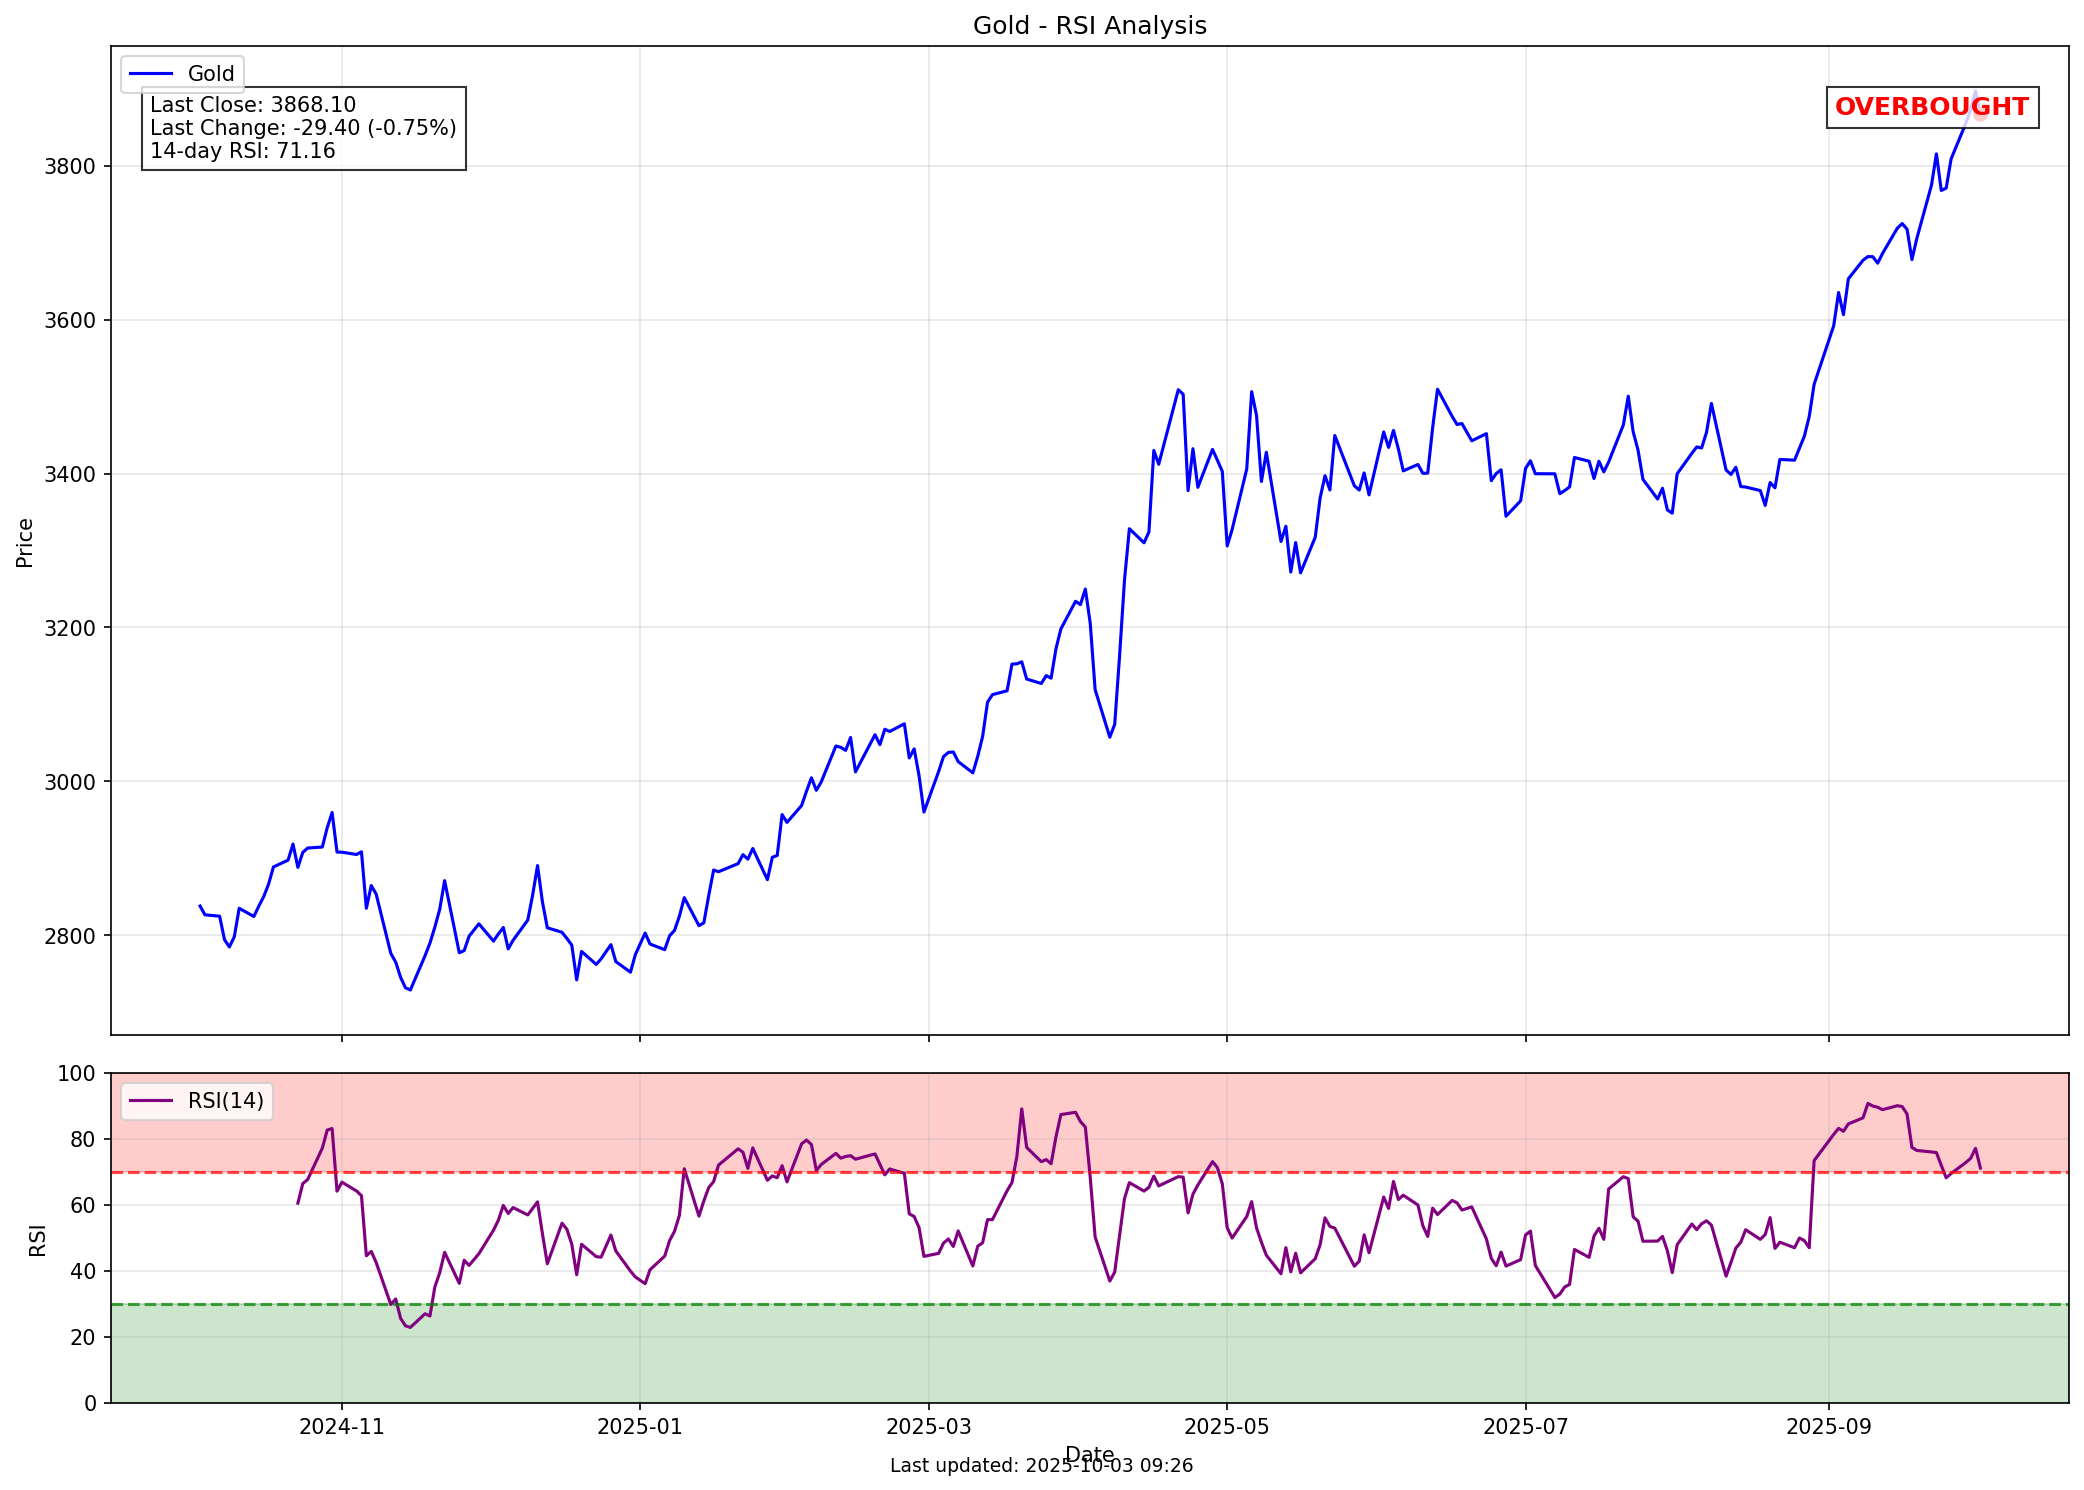 Gold - RSI Analysis
Gold
Last Close: 3868.10
Last Change: -29.40 (-0.75%)
14-day RSI: 71.16
OVERBOUGHT
3800
3600
3400
3200
3000
2800
Price
RSI(14)
100
80
60
40
20
0
RSI
2024-11
2025-01
2025-03
2025-05
2025-07
2025-09
Date
Last updated: 2025-10-03 09:26